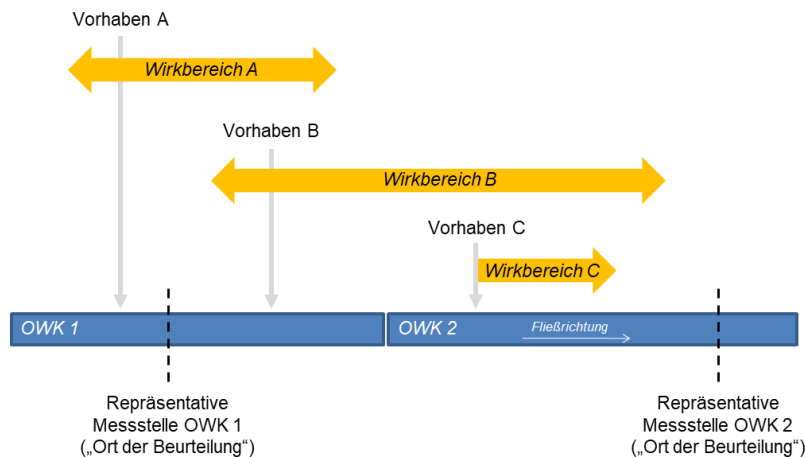 Vorhaben A
Wirkbereich A
Vorhaben B
Wirkbereich B
Vorhaben C
Wirkbereich C
OWK 1
OWK 2
Fließrichtung
Repräsentative
Messstelle OWK 1
(„Ort der Beurteilung“)
Repräsentative
Messstelle OWK 2
(„Ort der Beurteilung“)